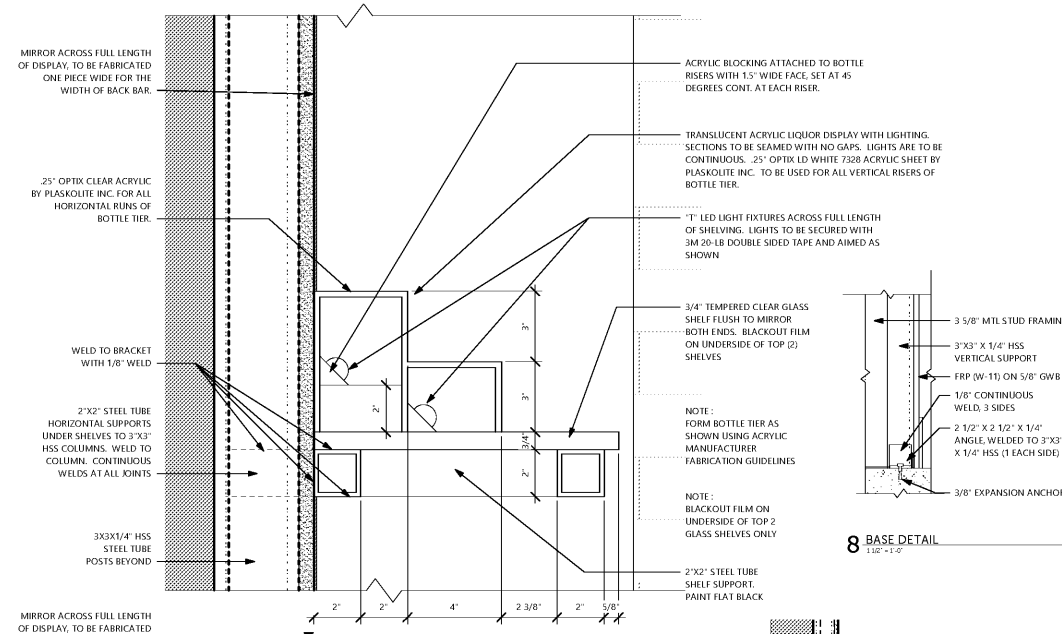 MIRROR ACROSS FULL LENGTH
OF DISPLAY, TO BE FABRICATED
ONE PIECE WIDE FOR THE
WIDTH OF BACK BAR.
.25" OPTIX CLEAR ACRYLIC
BY PLASKOLITE INC. FOR ALL
HORIZONTAL RUNS OF
BOTTLE TIER.
WELD TO BRACKET
WITH 1/8" WELD
2"X2" STEEL TUBE
HORIZONTAL SUPPORTS
UNDER SHELVES TO 3"X3"
HSS COLUMNS. WELD TO
COLUMN. CONTINUOUS
WELDS AT ALL JOINTS
3X3X1/4" HSS
STEEL TUBE
POSTS BEYOND
MIRROR ACROSS FULL LENGTH
OF DISPLAY, TO BE FABRICATED
3"
3"
2"
3/4"
2"
2"
2"
4"
2 3/8"
2"
5/8"
ACRYLIC BLOCKING ATTACHED TO BOTTLE
RISERS WITH 1.5" WIDE FACE, SET AT 45
DEGREES CONT. AT EACH RISER.
TRANSLUCENT ACRYLIC LIQUOR DISPLAY WITH LIGHTING.
SECTIONS TO BE SEAMED WITH NO GAPS. LIGHTS ARE TO BE
CONTINUOUS. .25" OPTIX LD WHITE 7328 ACRYLIC SHEET BY
PLASKOLITE INC. TO BE USED FOR ALL VERTICAL RISERS OF
BOTTLE TIER.
"T" LED LIGHT FIXTURES ACROSS FULL LENGTH
OF SHELVING. LIGHTS TO BE SECURED WITH
3M 20-LB DOUBLE SIDED TAPE AND AIMED AS
SHOWN
3/4" TEMPERED CLEAR GLASS
SHELF FLUSH TO MIRROR
BOTH ENDS. BLACKOUT FILM
ON UNDERSIDE OF TOP (2)
SHELVES
NOTE :
FORM BOTTLE TIER AS
SHOWN USING ACRYLIC
MANUFACTURER
FABRICATION GUIDELINES
NOTE :
BLACKOUT FILM ON
UNDERSIDE OF TOP 2
GLASS SHELVES ONLY
2"X2" STEEL TUBE
SHELF SUPPORT.
PAINT FLAT BLACK
3 5/8" MTL STUD FRAMIN
3"X3" X 1/4" HSS
VERTICAL SUPPORT
FRP (W-11) ON 5/8" GWB
1/8" CONTINUOUS
WELD, 3 SIDES
2 1/2" X 2 1/2" X 1/4"
ANGLE, WELDED TO 3"X3"
X 1/4" HSS (1 EACH SIDE)
3/8" EXPANSION ANCHOR
8 BASE DETAIL
1 1/2" = 1'-0"